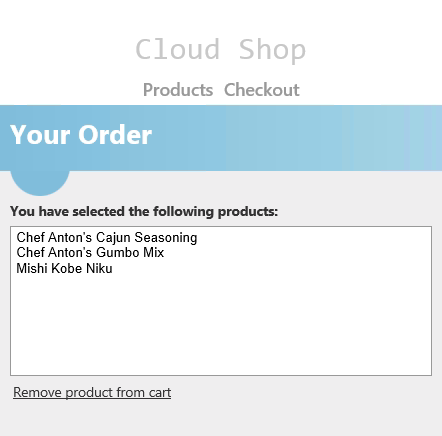 Cloud Shop
Products Checkout
Your Order
You have selected the following products:
Chef Anton's Cajun Seasoning
Chef Anton's Gumbo Mix
Mishi Kobe Niku
Remove product from cart